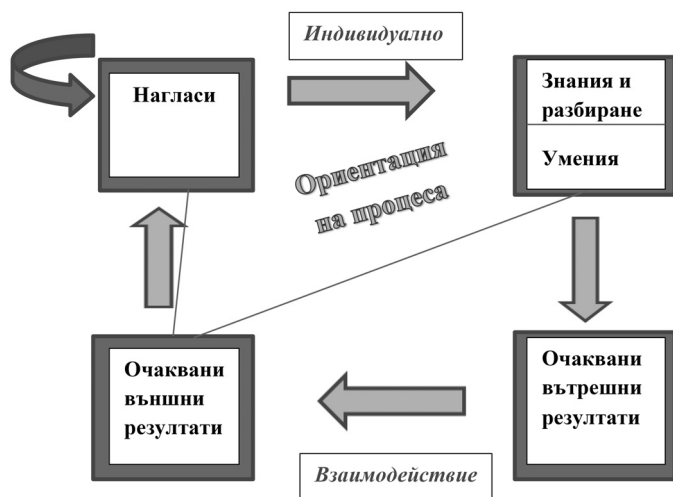 Индивидуално
Нагласи
Знания и
разбиране
Умения
Ориентация
на процеса
Очаквани
външни
резултати
Очаквани
вътрешни
резултати
Взаимодействие